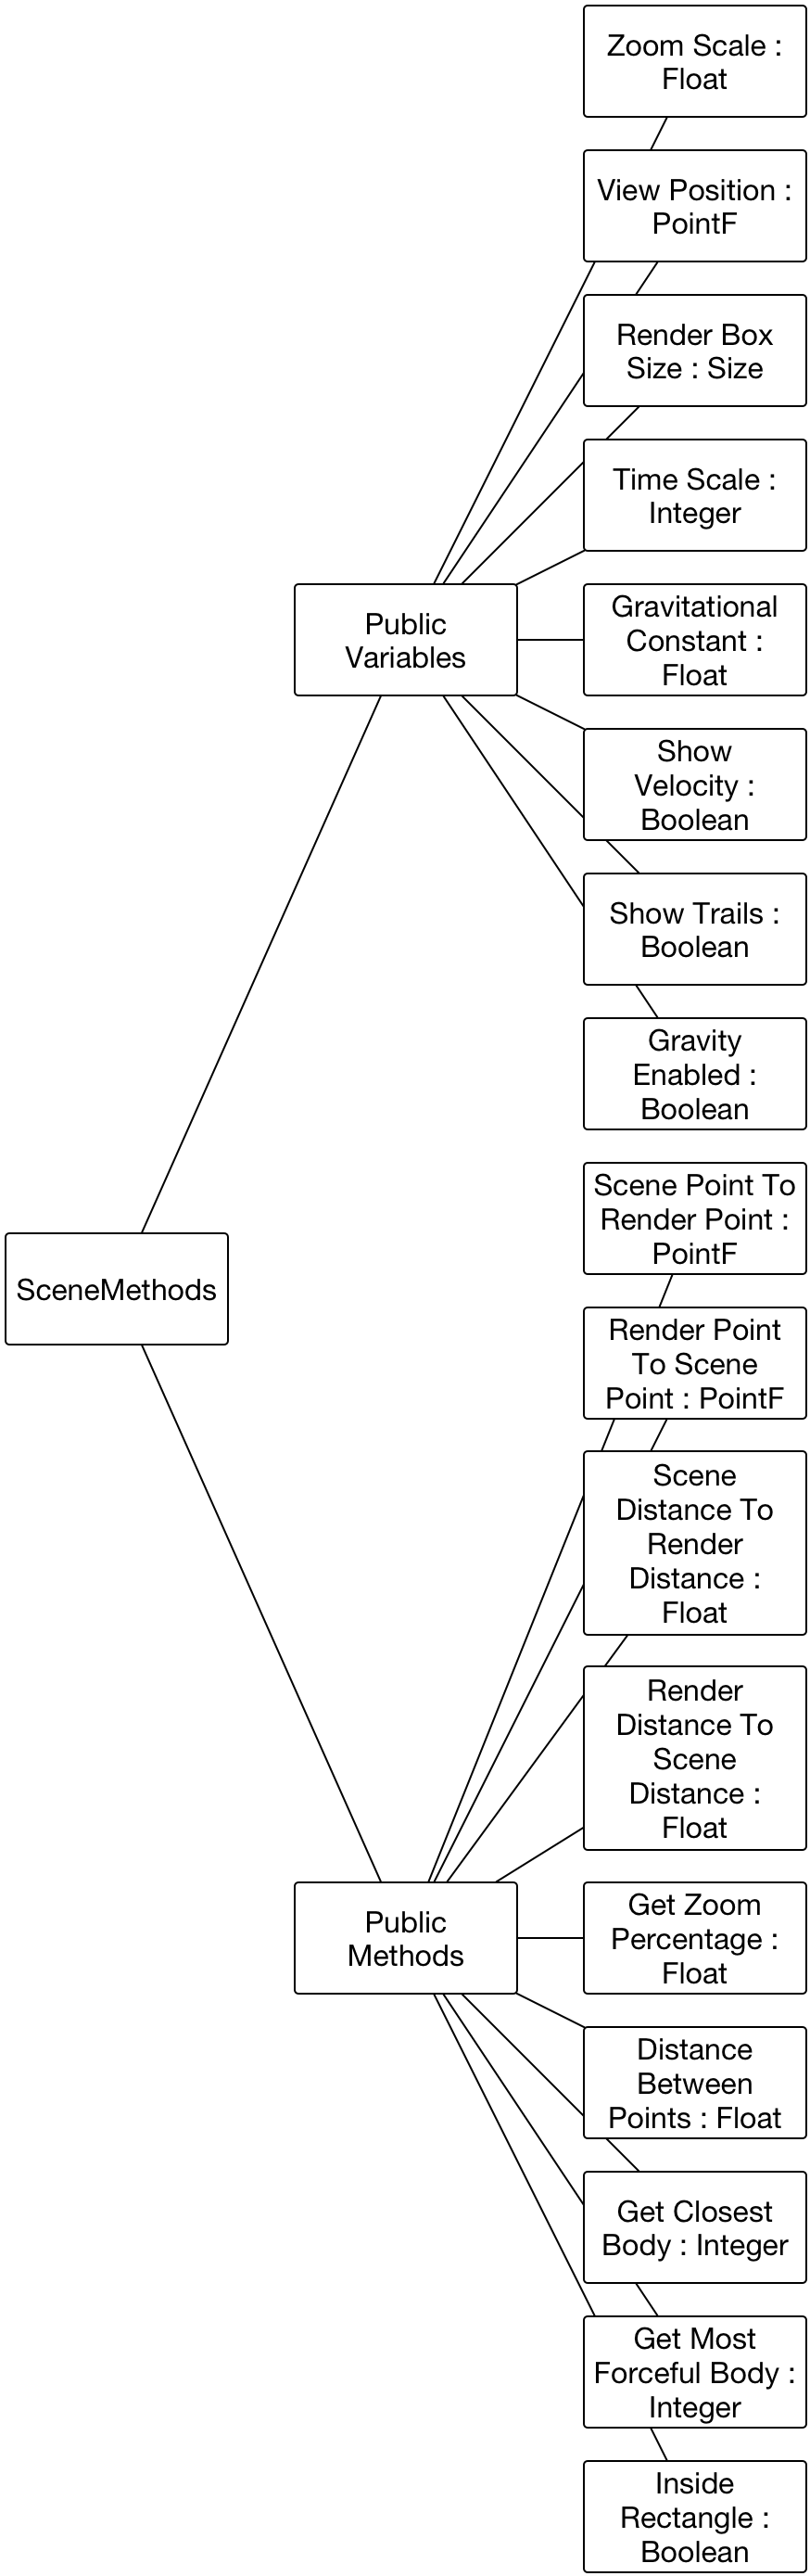 Zoom Scale :
Float
View Position :
PointF
Render Box
Size : Size
Time Scale :
Integer
Public
Variables
Gravitational
Constant :
Float
Show
Velocity :
Boolean
Show Trails :
Boolean
Gravity
Enabled :
Boolean
SceneMethods
Scene Point To
Render Point :
PointF
Render Point
To Scene
Point : PointF
Scene
Distance To
Render
Distance :
Float
Render
Distance To
Scene
Distance :
Float
Public
Methods
Get Zoom
Percentage :
Float
Distance
Between
Points : Float
Get Closest
Body : Integer
Get Most
Forceful Body :
Integer
Inside
Rectangle :
Boolean